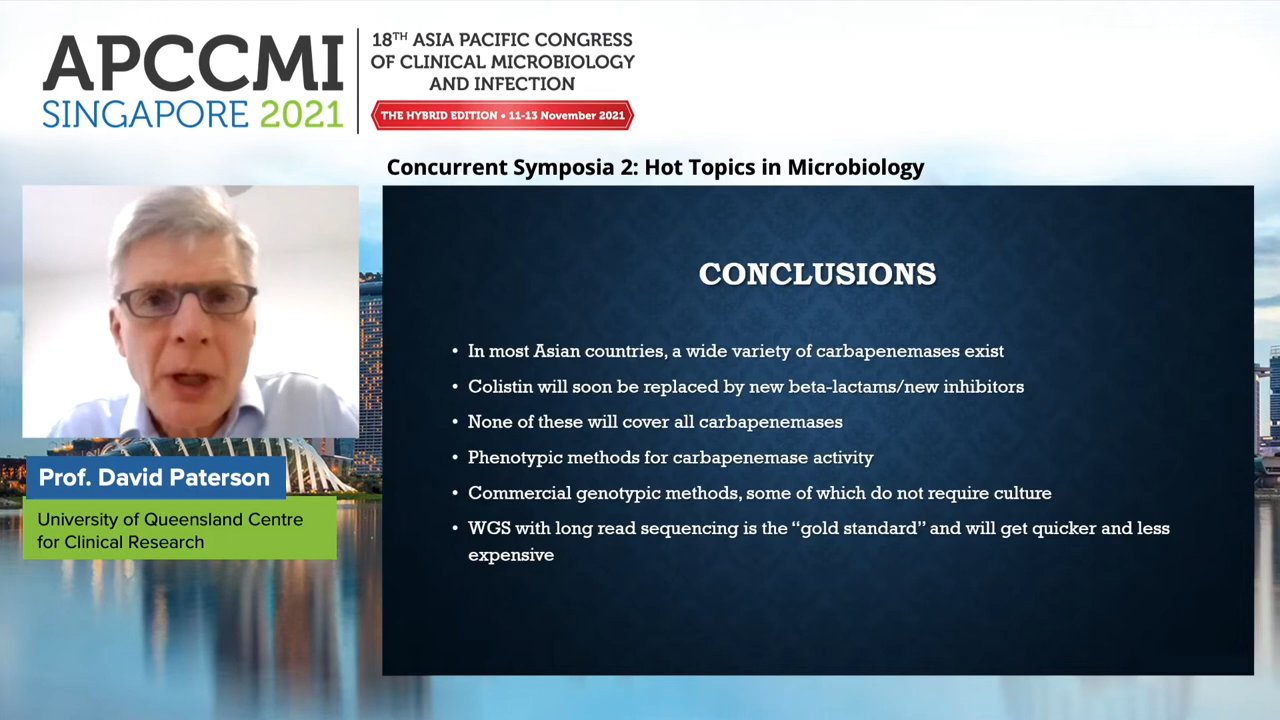 APCCMI
SINGAPORE 2021
18TH ASIA PACIFIC CONGRESS
OF CLINICAL MICROBIOLOGY
AND INFECTION
THE HYBRID EDITION • 11-13 November 2021
Concurrent Symposia 2: Hot Topics in Microbiology
Prof. David Paterson
University of Queensland Centre
for Clinical Research
CONCLUSIONS
• In most Asian countries, a wide variety of carbapenemases exist
• Colistin will soon be replaced by new beta-lactams/new inhibitors
• None of these will cover all carbapenemases
• Phenotypic methods for carbapenemase activity
• Commercial genotypic methods, some of which do not require culture
• WGS with long read sequencing is the “gold standard” and will get quicker and less
expensive